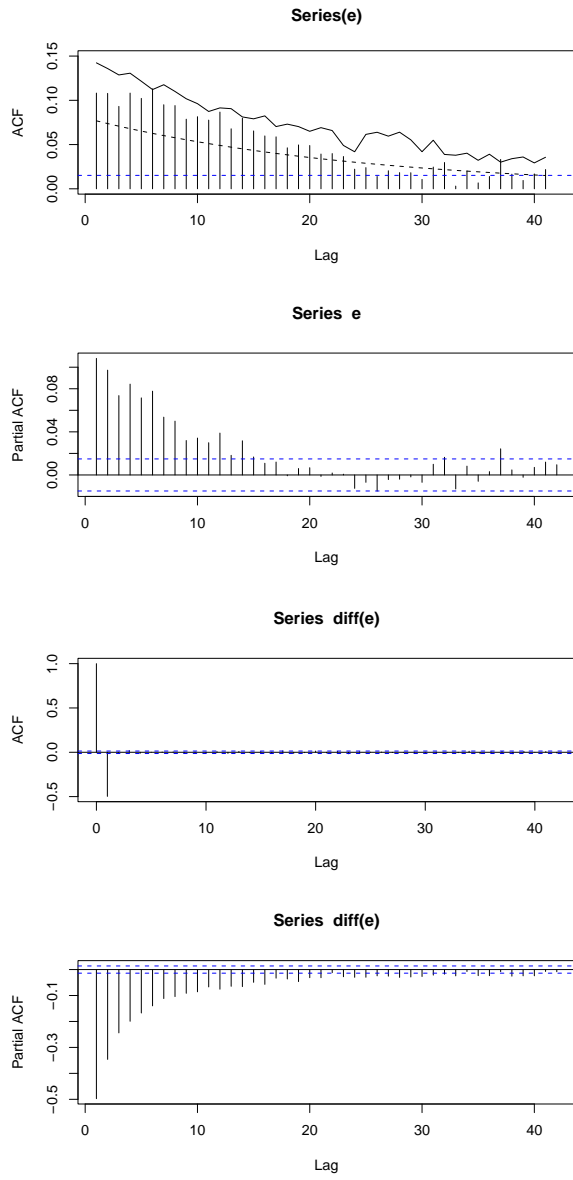 Series(e)
ACF
0.00 0.05 0.10 0.15
0 10 20 30 40
Lag
Series e
Partial ACF
0.00 0.04 0.08
0 10 20 30 40
Lag
Series diff(e)
ACF
−0.5 0.0 0.5 1.0
0 10 20 30 40
Lag
Series diff(e)
Partial ACF
−0.5 −0.3 −0.1
0 10 20 30 40
Lag